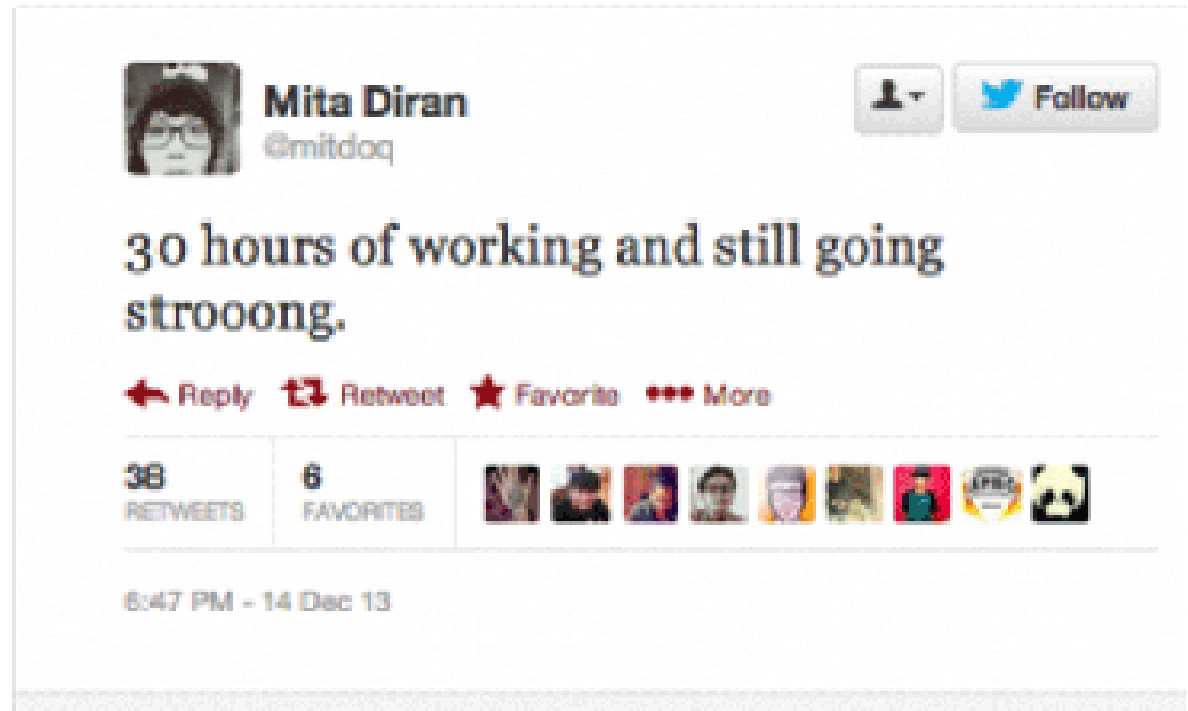 Mita Diran
@mitdoq
Follow
30 hours of working and still going
strooong.
Reply Retweet Favorite More
38 6
RETWEETS FAVORITES
6:47 PM - 14 Dec 13